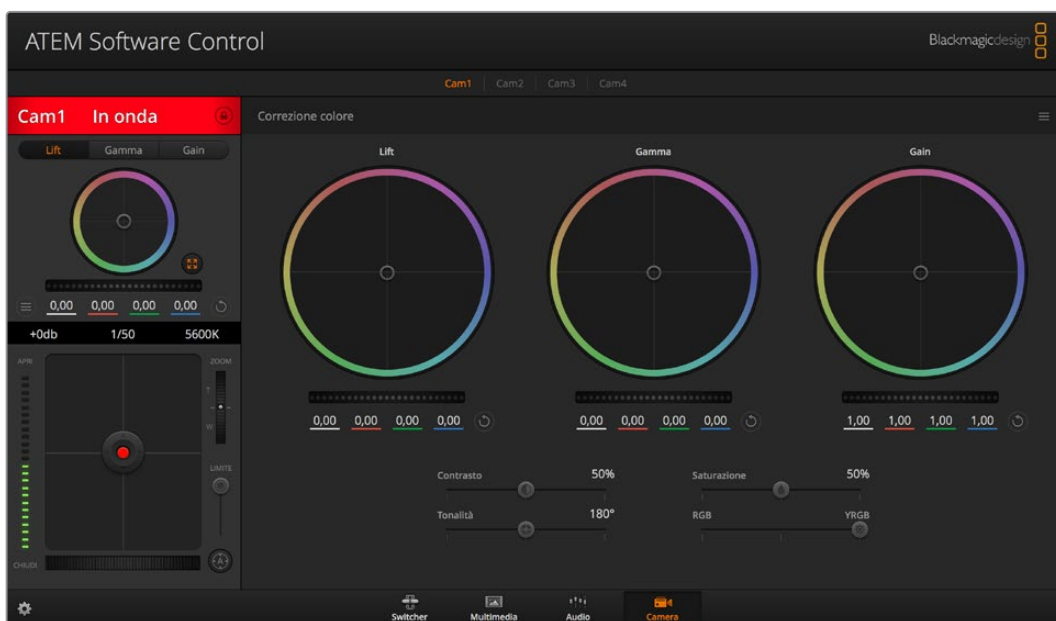 ATEM Software Control
Blackmagicdesign
Cam1 Cam2 Cam3 Cam4
Cam1 In onda
Correzione colore
Lift Gamma Gain
Lift Gamma Gain
0,00 0,00 0,00 0,00
+0db 1/50 5600K
APRI ZOOM
T
W
LIMITE
CHIUDI
A
0,00 0,00 0,00 0,00
0,00 0,00 0,00 0,00
1,00 1,00 1,00 1,00
Contrasto 50%
Saturazione 50%
Tonalità 180°
RGB YRGB
Switcher Multimedia Audio Camera